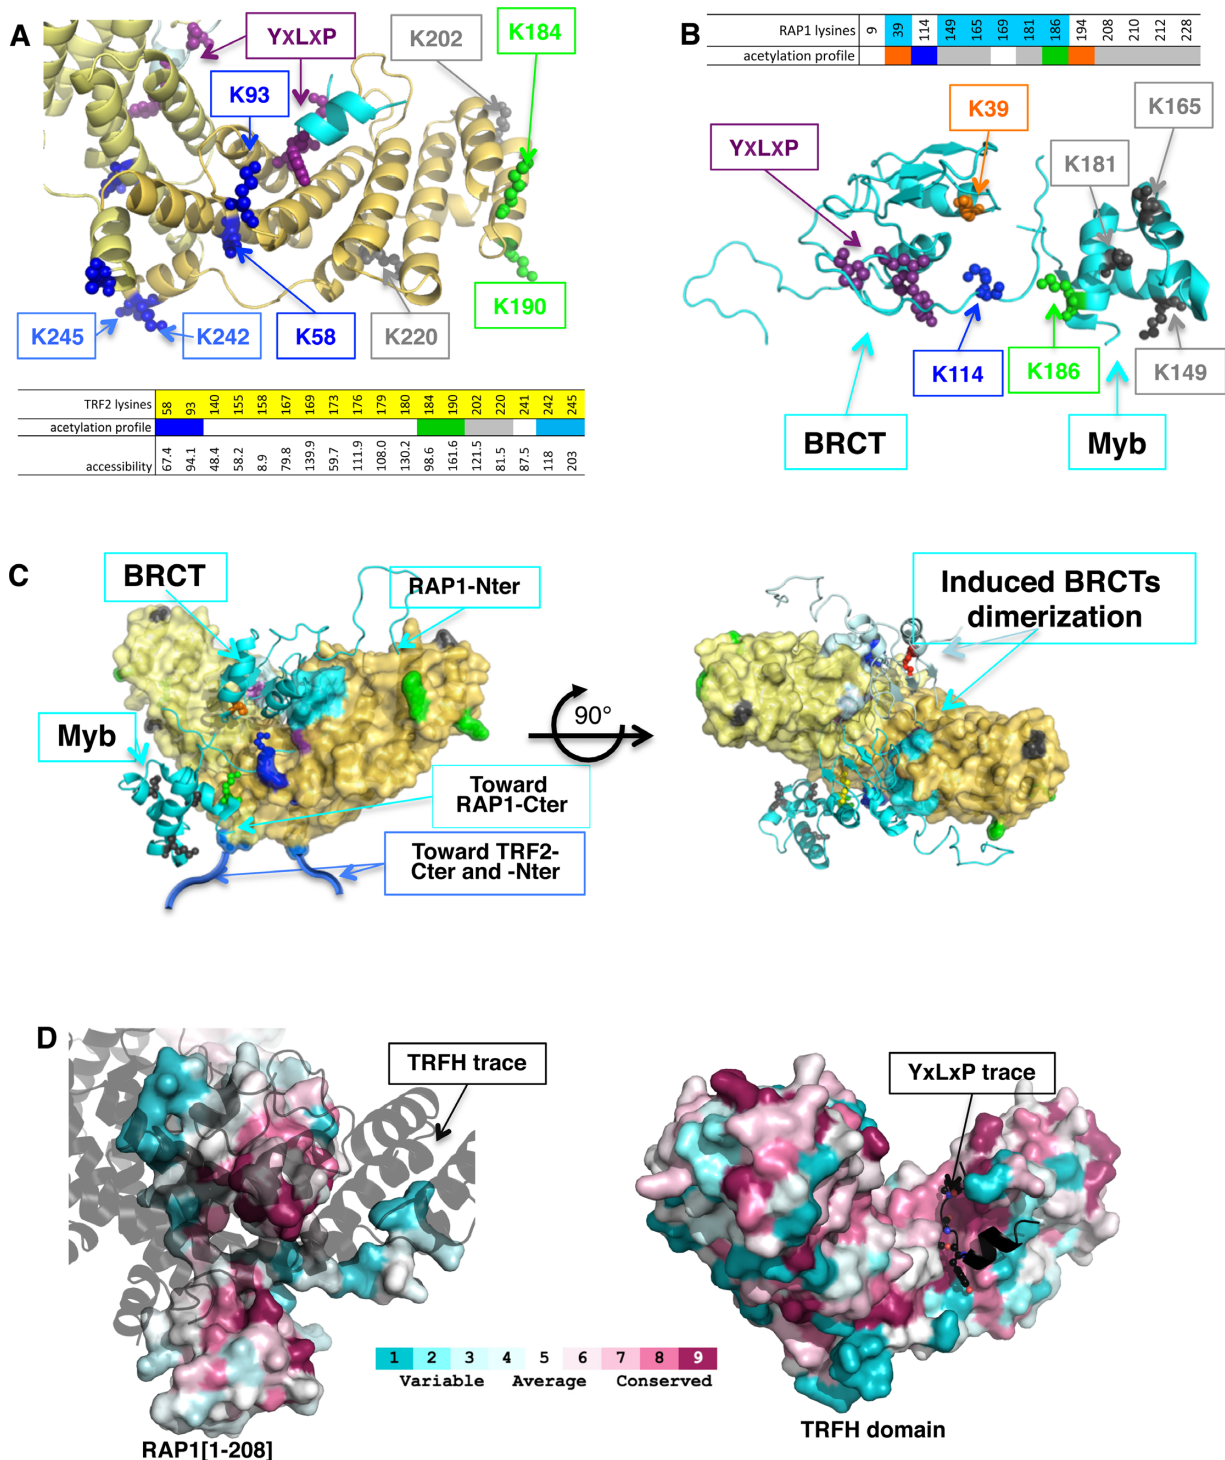 A
YxLxP
K202
K184
K93
K190
K245
K242
K58
K220
TRF2 lysines 58 93 140 155 158 167 169 173 176 179 180 184 190 202 220 241 242 245
acetylation profile
accessibility 67.4 94.1 48.4 58.2 8.9 79.8 139.9 59.7 111.9 108.0 130.2 98.6 161.6 121.5 81.5 87.5 118 203
B
RAP1 lysines 9 39 114 149 165 169 181 186 194 208 210 212 228
acetylation profile
K39
K165
YxLxP
K181
K114
K186
K149
BRCT
Myb
C
BRCT
RAP1-Nter
Myb
Toward
RAP1-Cter
Toward TRF2-
Cter and -Nter
90°
Induced BRCTs
dimerization
D
TRFH trace
YxLxP trace
1 2 3 4 5 6 7 8 9
Variable Average Conserved
RAP1[1-208]
TRFH domain